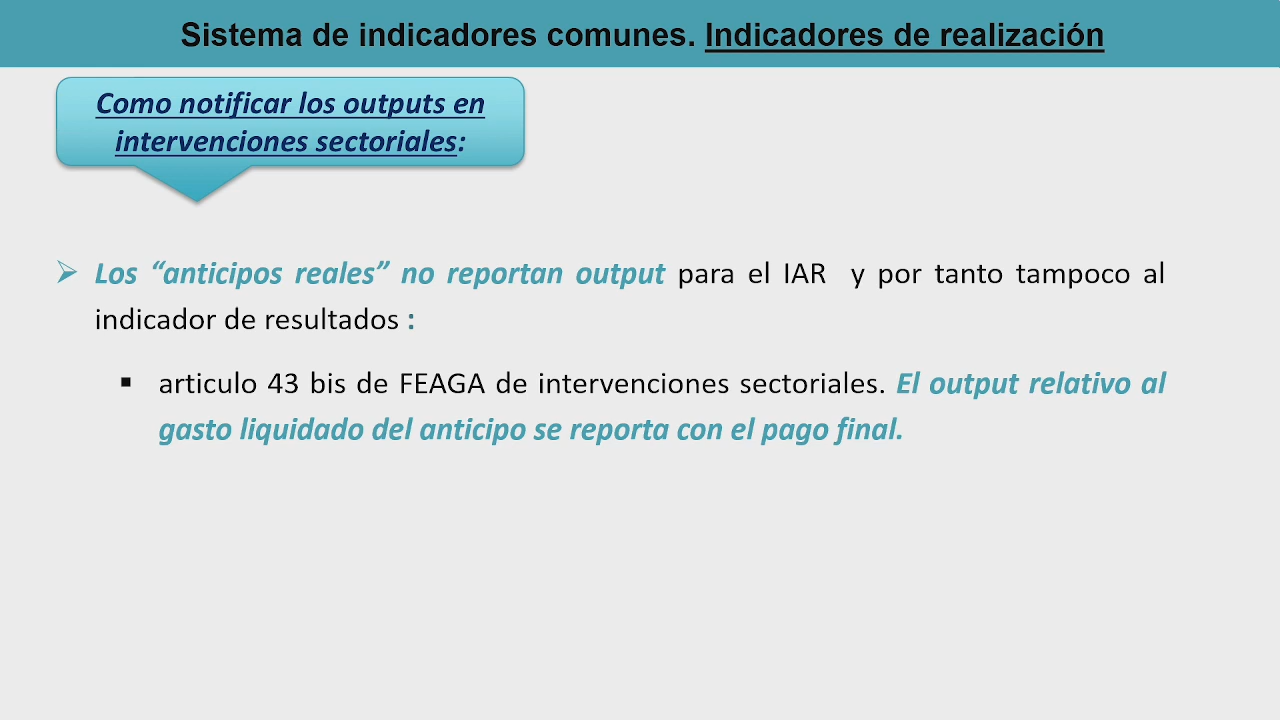 Sistema de indicadores comunes. Indicadores de realización
Como notificar los outputs en
intervenciones sectoriales:
Los “anticipos reales” no reportan output para el IAR y por tanto tampoco al
indicador de resultados :
articulo 43 bis de FEAGA de intervenciones sectoriales. El output relativo al
gasto liquidado del anticipo se reporta con el pago final.